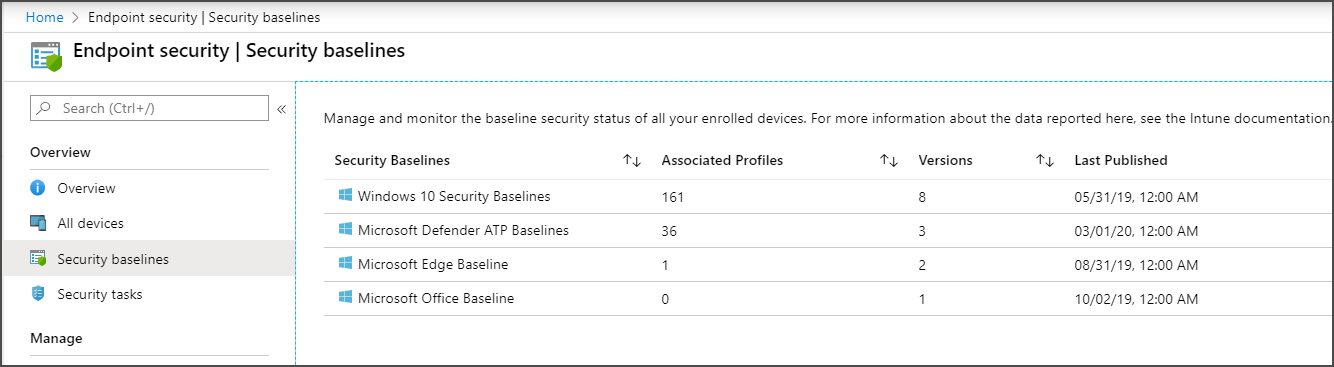 Home > Endpoint security | Security baselines
Endpoint security | Security baselines
Search (Ctrl+/) «
Overview
Overview
All devices
Security baselines
Security tasks
Manage
Manage and monitor the baseline security status of all your enrolled devices. For more information about the data reported here, see the Intune documentation.
Security Baselines ↑↓ Associated Profiles ↑↓ Versions ↑↓ Last Published
Windows 10 Security Baselines 161 8 05/31/19, 12:00 AM
Microsoft Defender ATP Baselines 36 3 03/01/20, 12:00 AM
Microsoft Edge Baseline 1 2 08/31/19, 12:00 AM
Microsoft Office Baseline 0 1 10/02/19, 12:00 AM